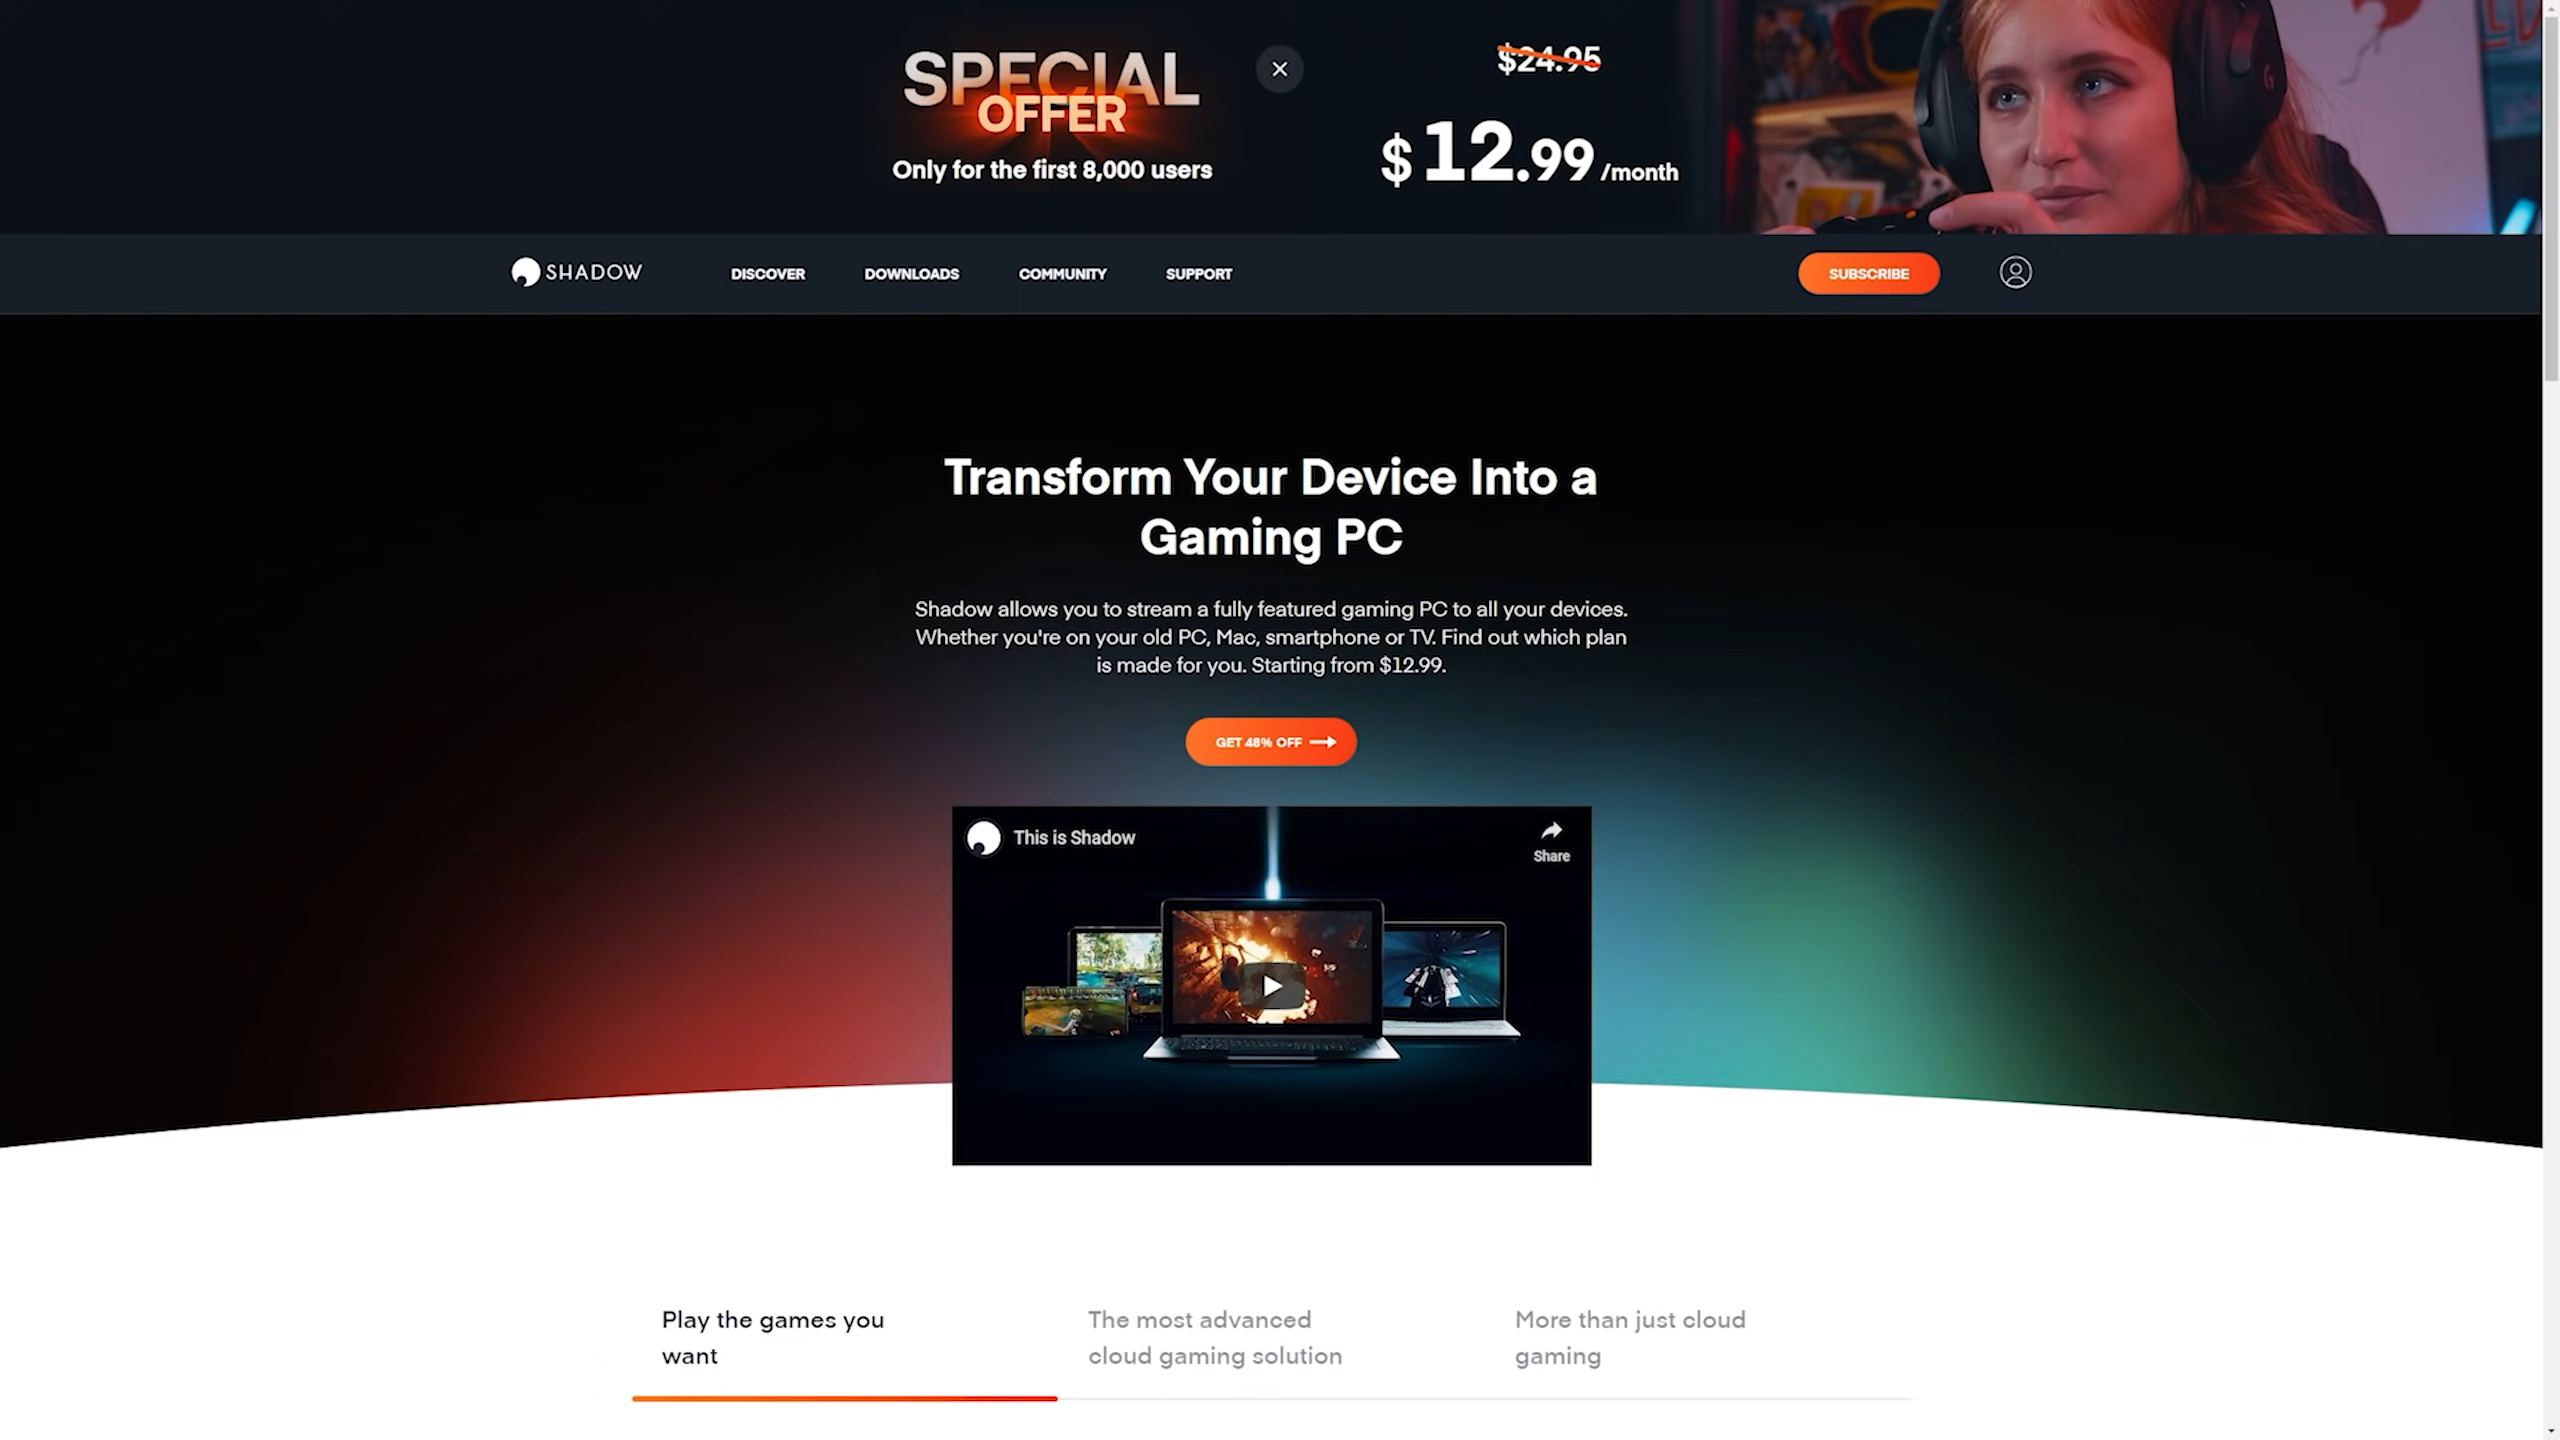 SPECIAL
OFFER
Only for the first 8,000 users
$24.95
$12.99/month
SHADOW
DISCOVER
DOWNLOADS
COMMUNITY
SUPPORT
SUBSCRIBE
Transform Your Device Into a
Gaming PC
Shadow allows you to stream a fully featured gaming PC to all your devices.
Whether you're on your old PC, Mac, smartphone or TV. Find out which plan
is made for you. Starting from $12.99.
GET 48% OFF
This is Shadow
Share
Play the games you
want
The most advanced
cloud gaming solution
More than just cloud
gaming